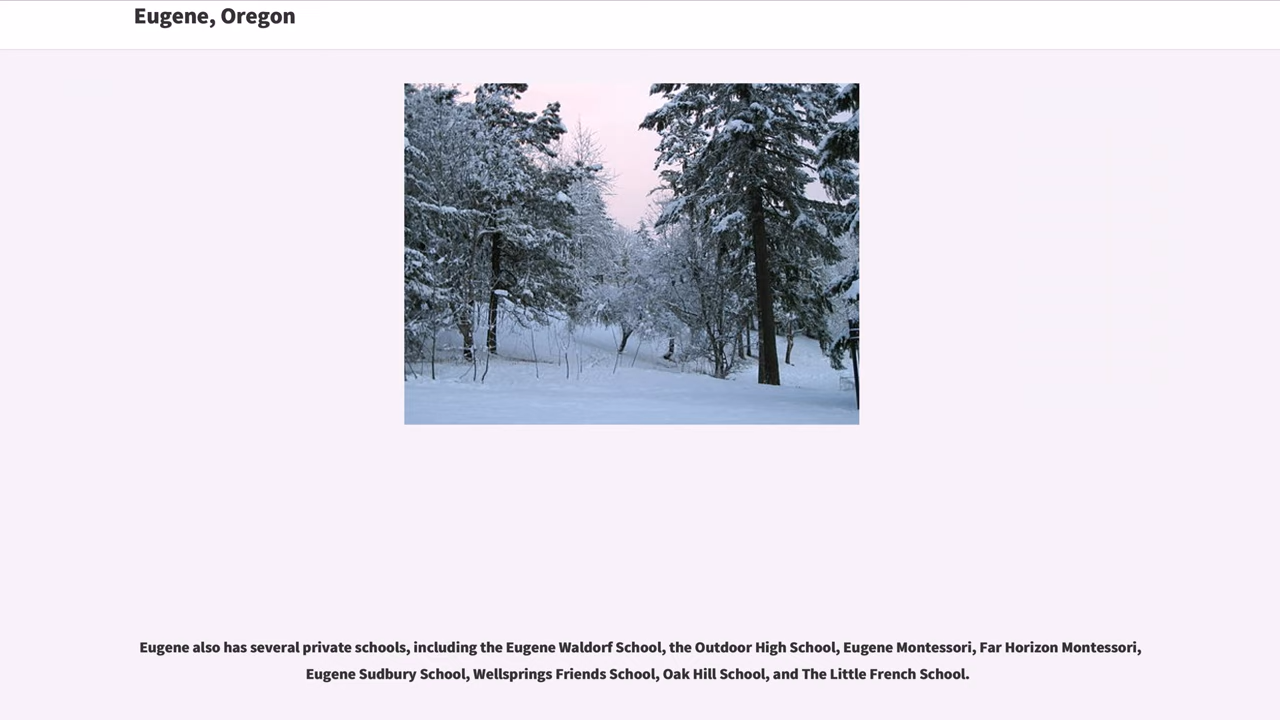 Eugene, Oregon
Eugene also has several private schools, including the Eugene Waldorf School, the Outdoor High School, Eugene Montessori, Far Horizon Montessori,
Eugene Sudbury School, Wellsprings Friends School, Oak Hill School, and The Little French School.